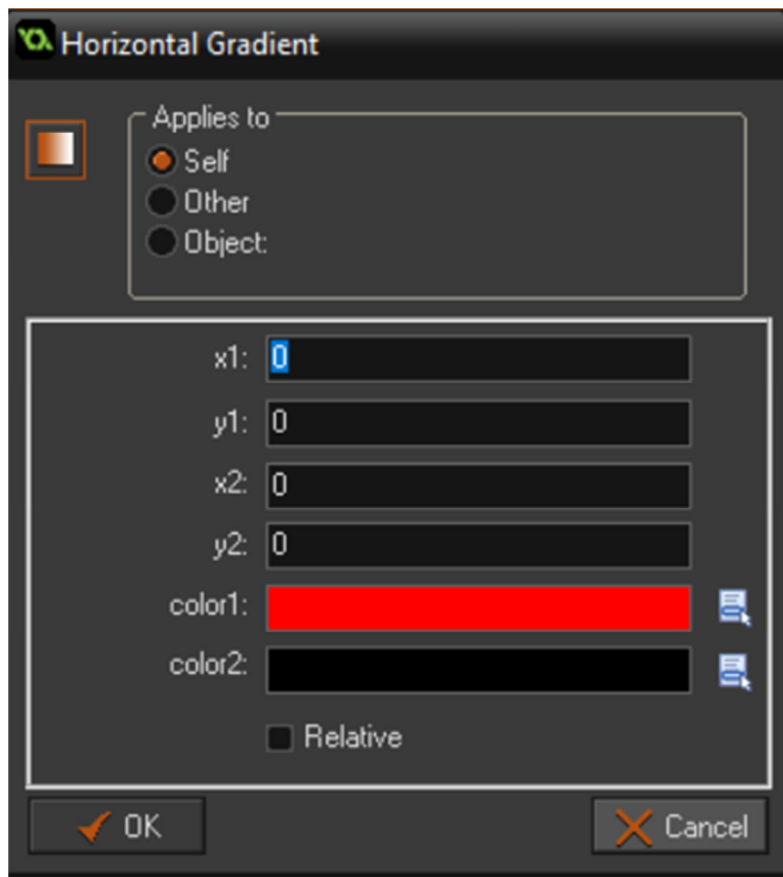 Horizontal Gradient
Applies to
Self
Other
Object:
x1: 0
y1: 0
x2: 0
y2: 0
color1:
color2:
Relative
OK Cancel